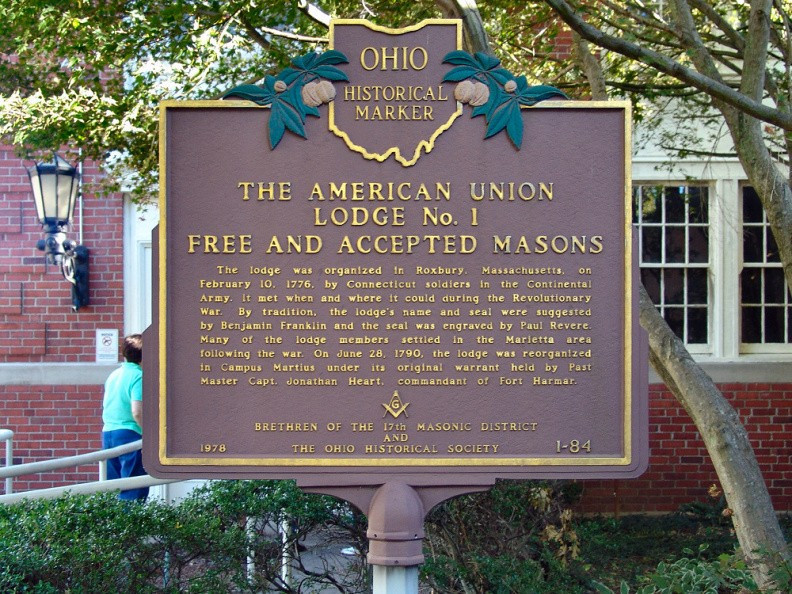 OHIO
HISTORICAL
MARKER
THE AMERICAN UNION
LODGE No. 1
FREE AND ACCEPTED MASONS
The lodge was organized in Roxbury, Massachusetts, on
February 10, 1776, by Connecticut soldiers in the Continental
Army. It met when and where it could during the Revolutionary
War. By tradition, the lodge's name and seal were suggested
by Benjamin Franklin and the seal was engraved by Paul Revere.
Many of the lodge members settled in the Marietta area
following the war. On June 28, 1790, the lodge was reorganized
in Campus Martius under its original warrant held by Past
Master Capt. Jonathan Heart, commandant of Fort Harmar.
G
BRETHREN OF THE 17th MASONIC DISTRICT
AND
1978 THE OHIO HISTORICAL SOCIETY 1-84